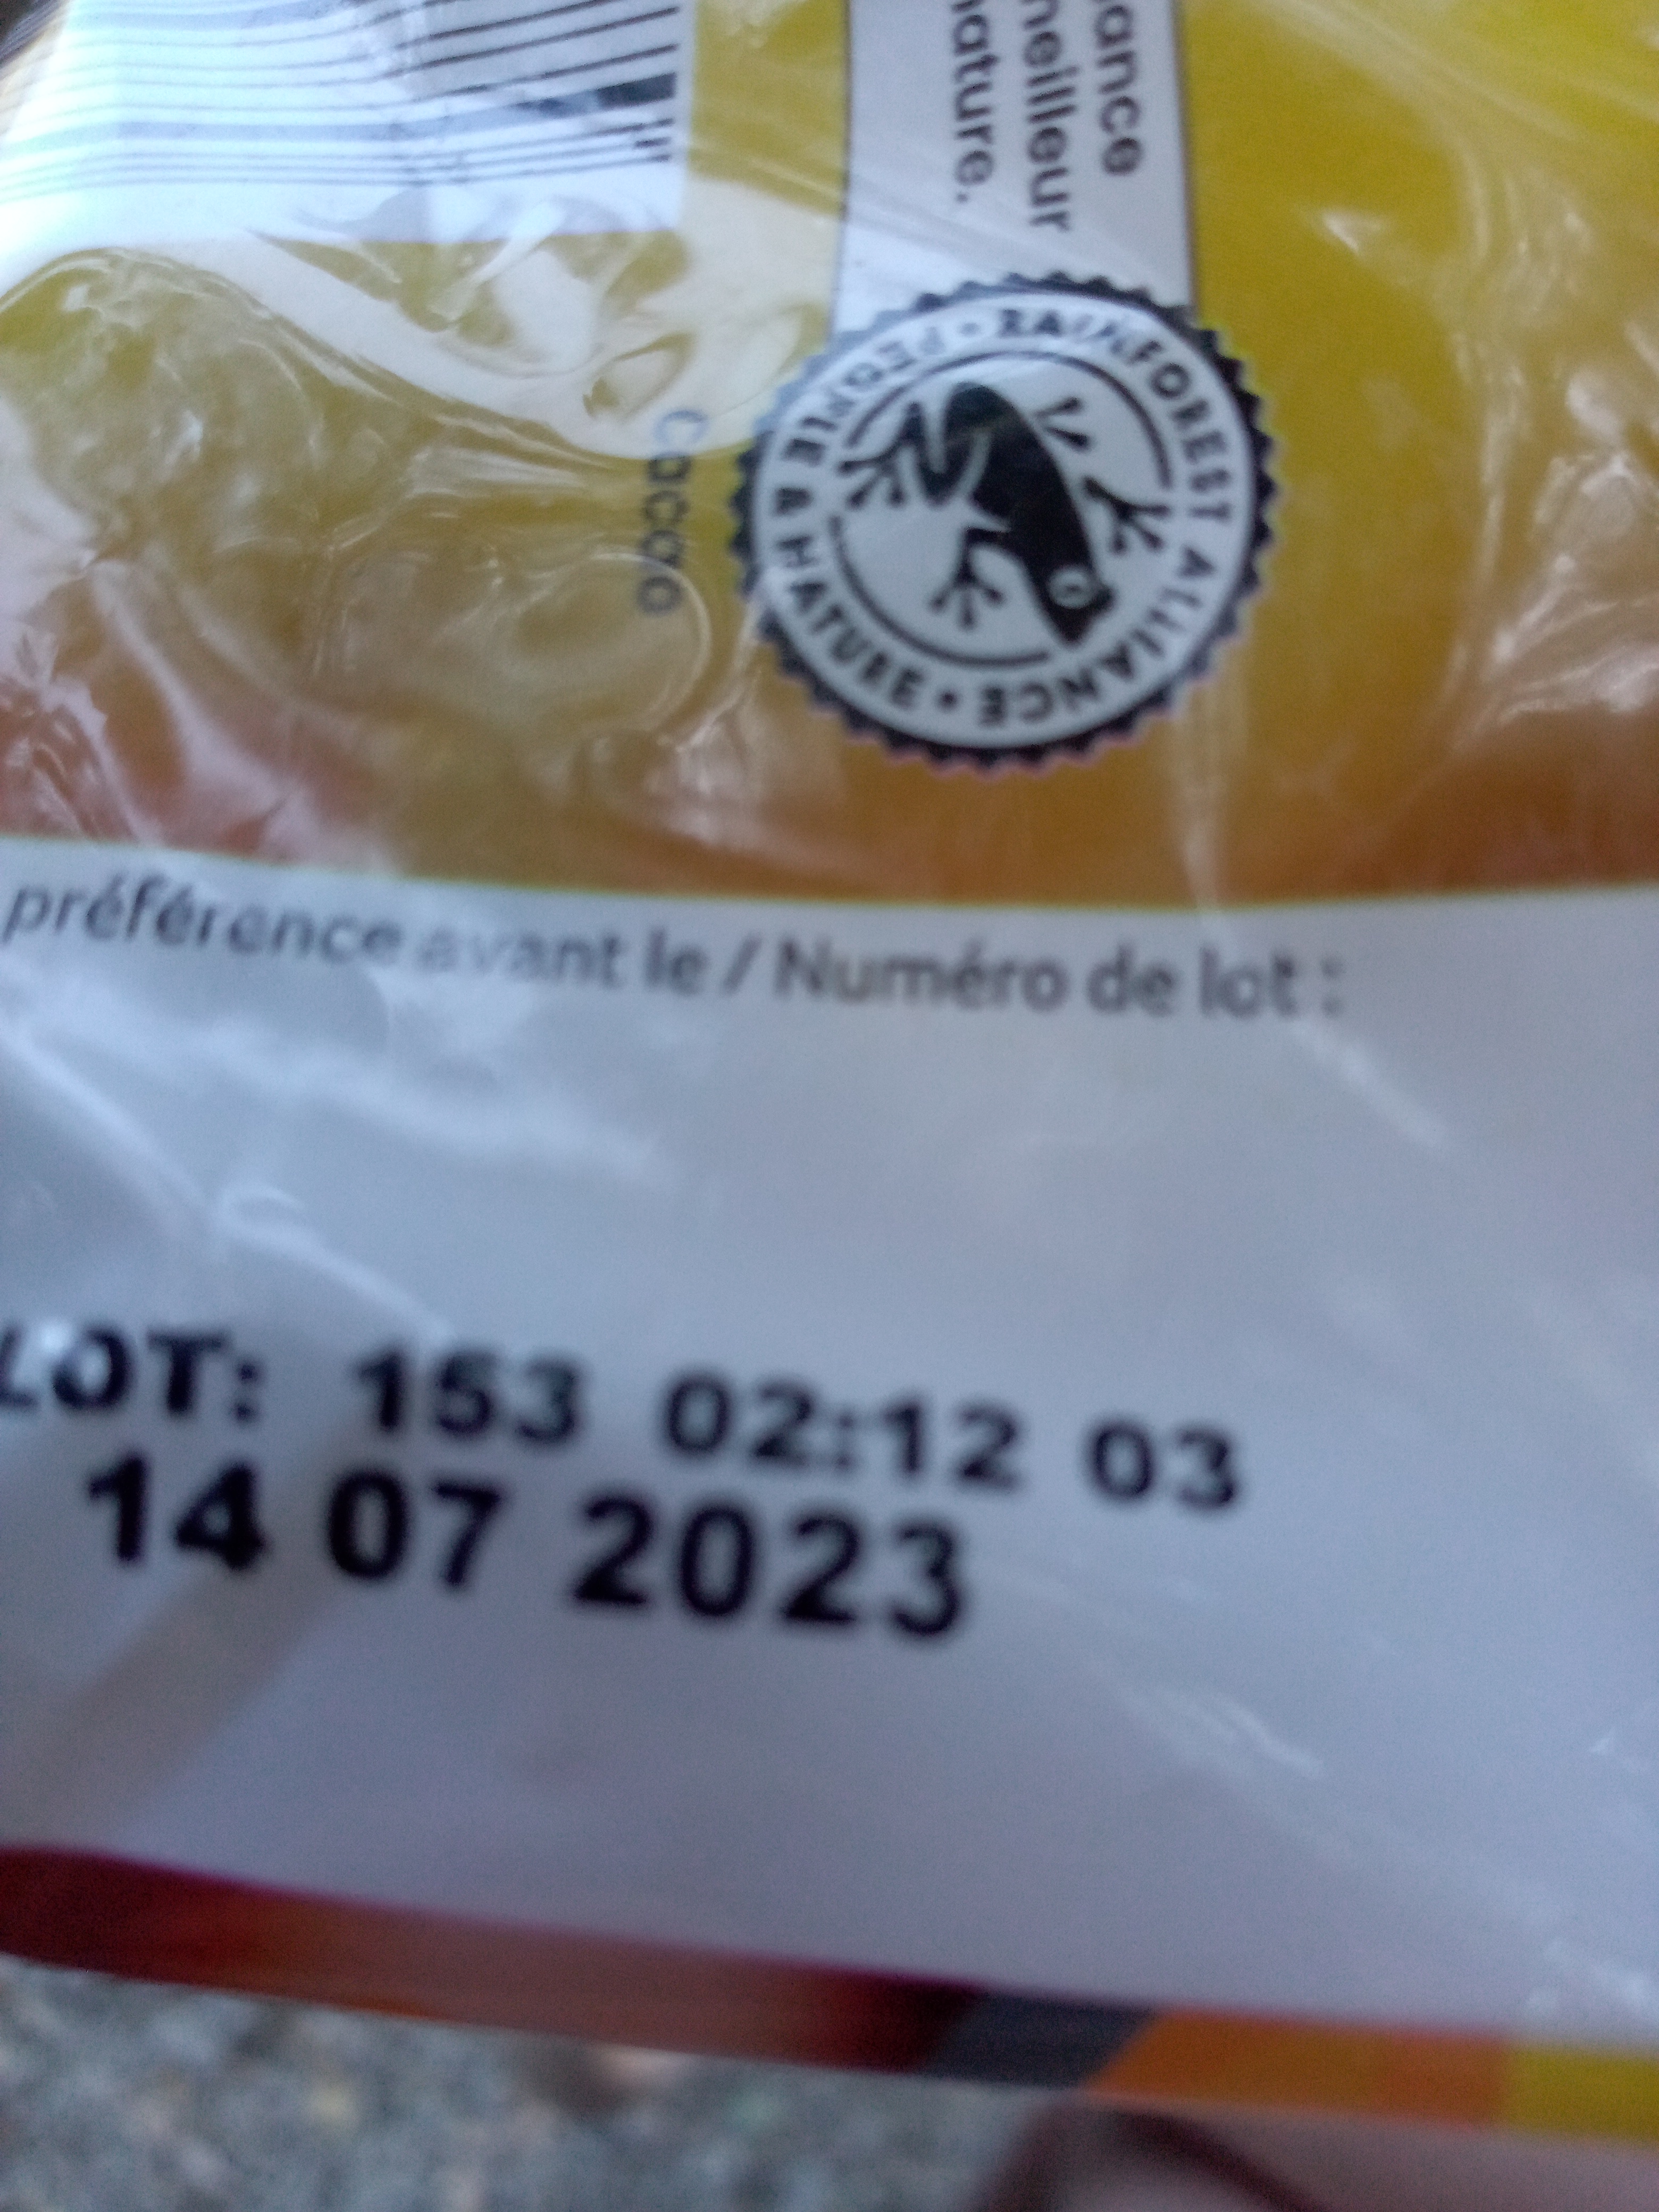 ance
meilleur
nature.
RAINFOREST ALLIANCE • PEOPLE & NATURE •
Cacao
préférence avant le / Numéro de lot :
LOT: 153 02:12 03
14 07 2023